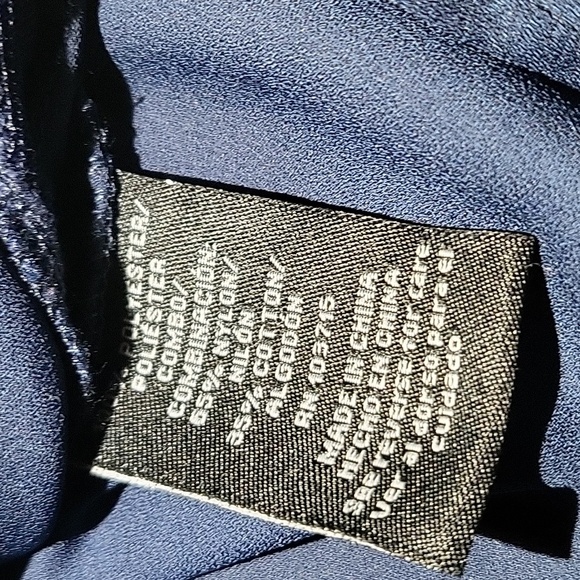 POLYESTER/
POLIÉSTER
COMBO/
COMBINACIÓN
65% NYLON/
NILÓN
35% COTTON/
ALGODÓN
RN 103715
MADE IN CHINA
HECHO EN CHINA
See reverse for care
Ver al dorso para el
cuidado